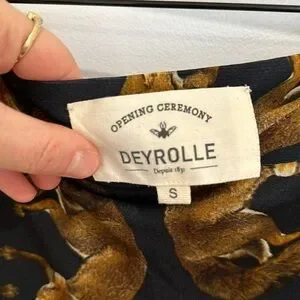 OPENING CEREMONY
DEYROLLE
Depuis 1831
S